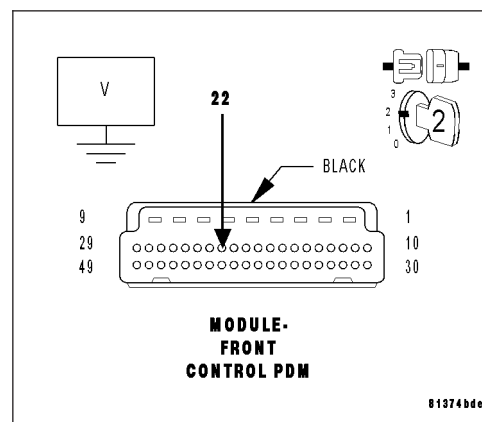 V
22
3
2
1
0
2
BLACK
9
1
29
10
49
30
MODULE-
FRONT
CONTROL PDM
81374bde